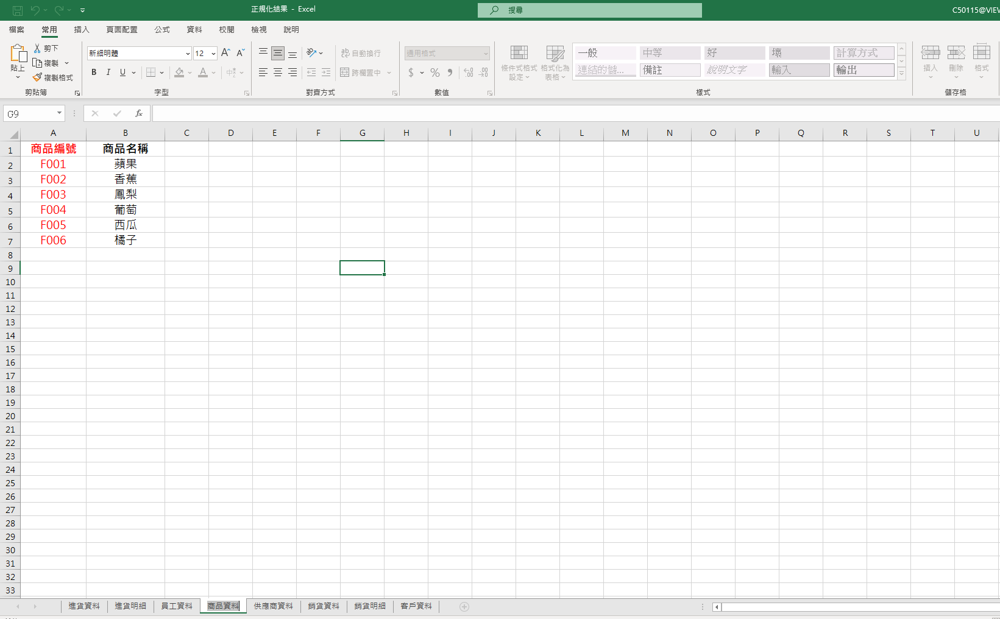 正規化結果 - Excel
搜尋
C50115@VIEW
檔案 常用 插入 頁面配置 公式 資料 校閱 檢視 說明
貼上
剪下
複製
複製格式
剪貼簿
新細明體 12
B I U
字型
自動換行
跨欄置中
對齊方式
通用格式
$ % ,
數值
條件式格式設定
格式化為表格
一般 中等 好 壞 計算方式
連結的儲... 備註 說明文字 輸入 輸出
樣式
插入 刪除 格式
儲存格
G9
fx
A B C D E F G H I J K L M N O P Q R S T U
1 商品編號 商品名稱
2 F001 蘋果
3 F002 香蕉
4 F003 鳳梨
5 F004 葡萄
6 F005 西瓜
7 F006 橘子
8
9
10
11
12
13
14
15
16
17
18
19
20
21
22
23
24
25
26
27
28
29
30
31
32
33
進貨資料 進貨明細 員工資料 商品資料 供應商資料 銷貨資料 銷貨明細 客戶資料